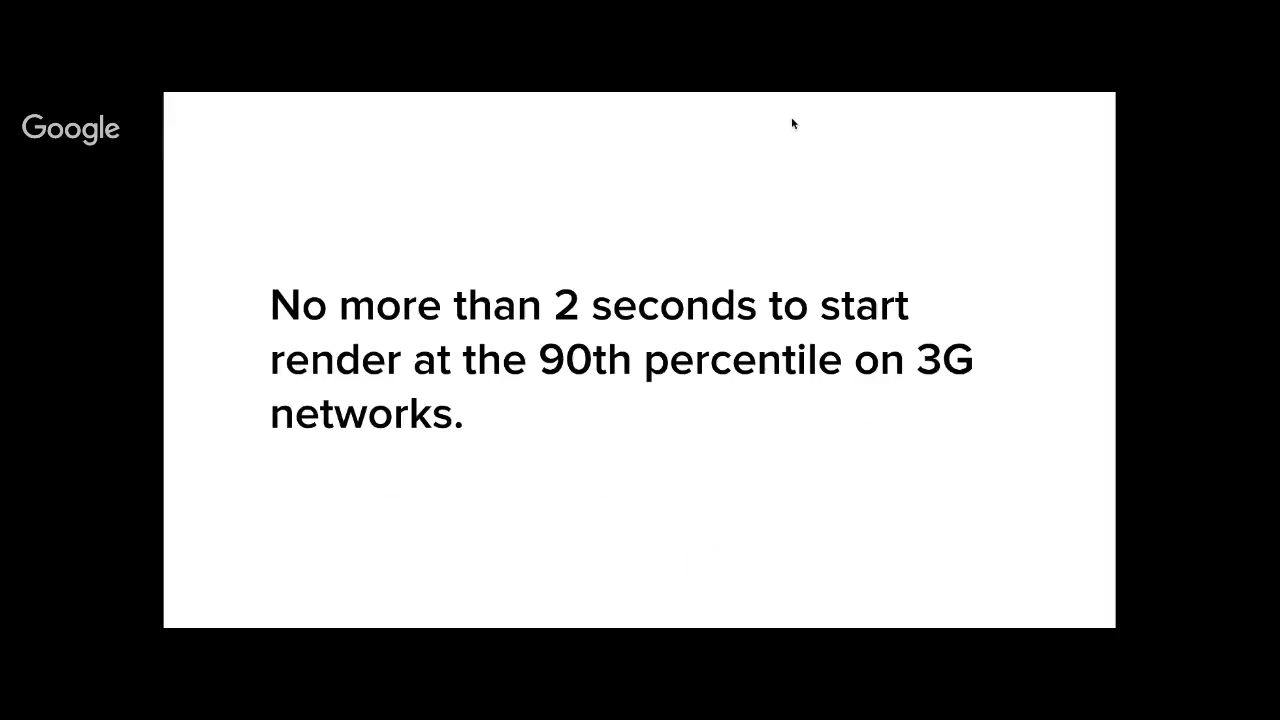 Google
No more than 2 seconds to start
render at the 90th percentile on 3G
networks.